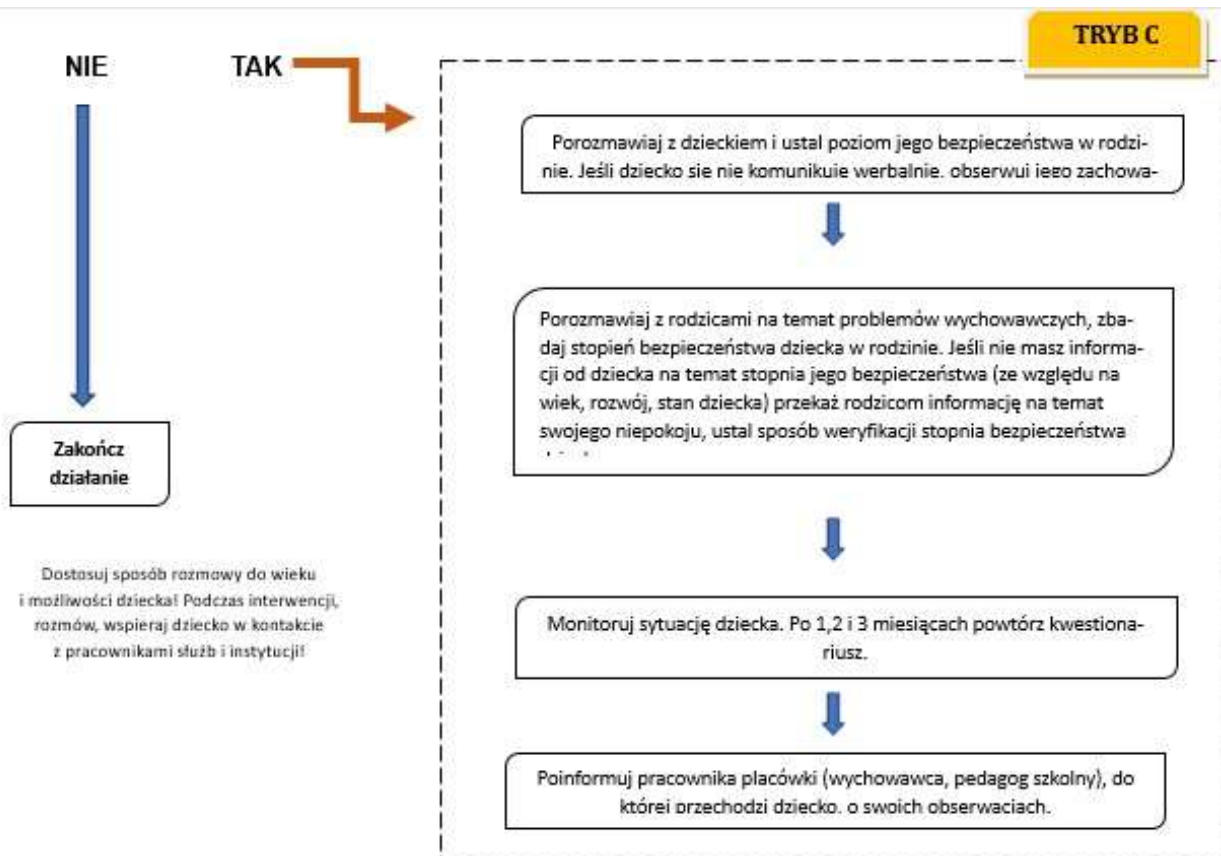 TRYB C
NIE
TAK
Porozmawiaj z dzieckiem i ustal poziom jego bezpieczeństwa w rodzi-
nie. Jeśli dziecko się nie komunikuje werbalnie, obserwuj jego zachowa-
Porozmawiaj z rodzicami na temat problemów wychowawczych, zba-
daj stopień bezpieczeństwa dziecka w rodzinie. Jeśli nie masz informa-
cji od dziecka na temat stopnia jego bezpieczeństwa (ze względu na
wiek, rozwój, stan dziecka) przekaż rodzicom informację na temat
swojego niepokoju, ustal sposób weryfikacji stopnia bezpieczeństwa
Zakończ
działanie
Dostosuj sposób rozmowy do wieku
i możliwości dziecka! Podczas interwencji,
rozmów, wspieraj dziecko w kontakcie
z pracownikami służb i instytucji!
Monitoruj sytuację dziecka. Po 1,2 i 3 miesiącach powtórz kwestiona-
riusz.
Poinformuj pracownika placówki (wychowawca, pedagog szkolny), do
której przechodzi dziecko, o swoich obserwacjach.